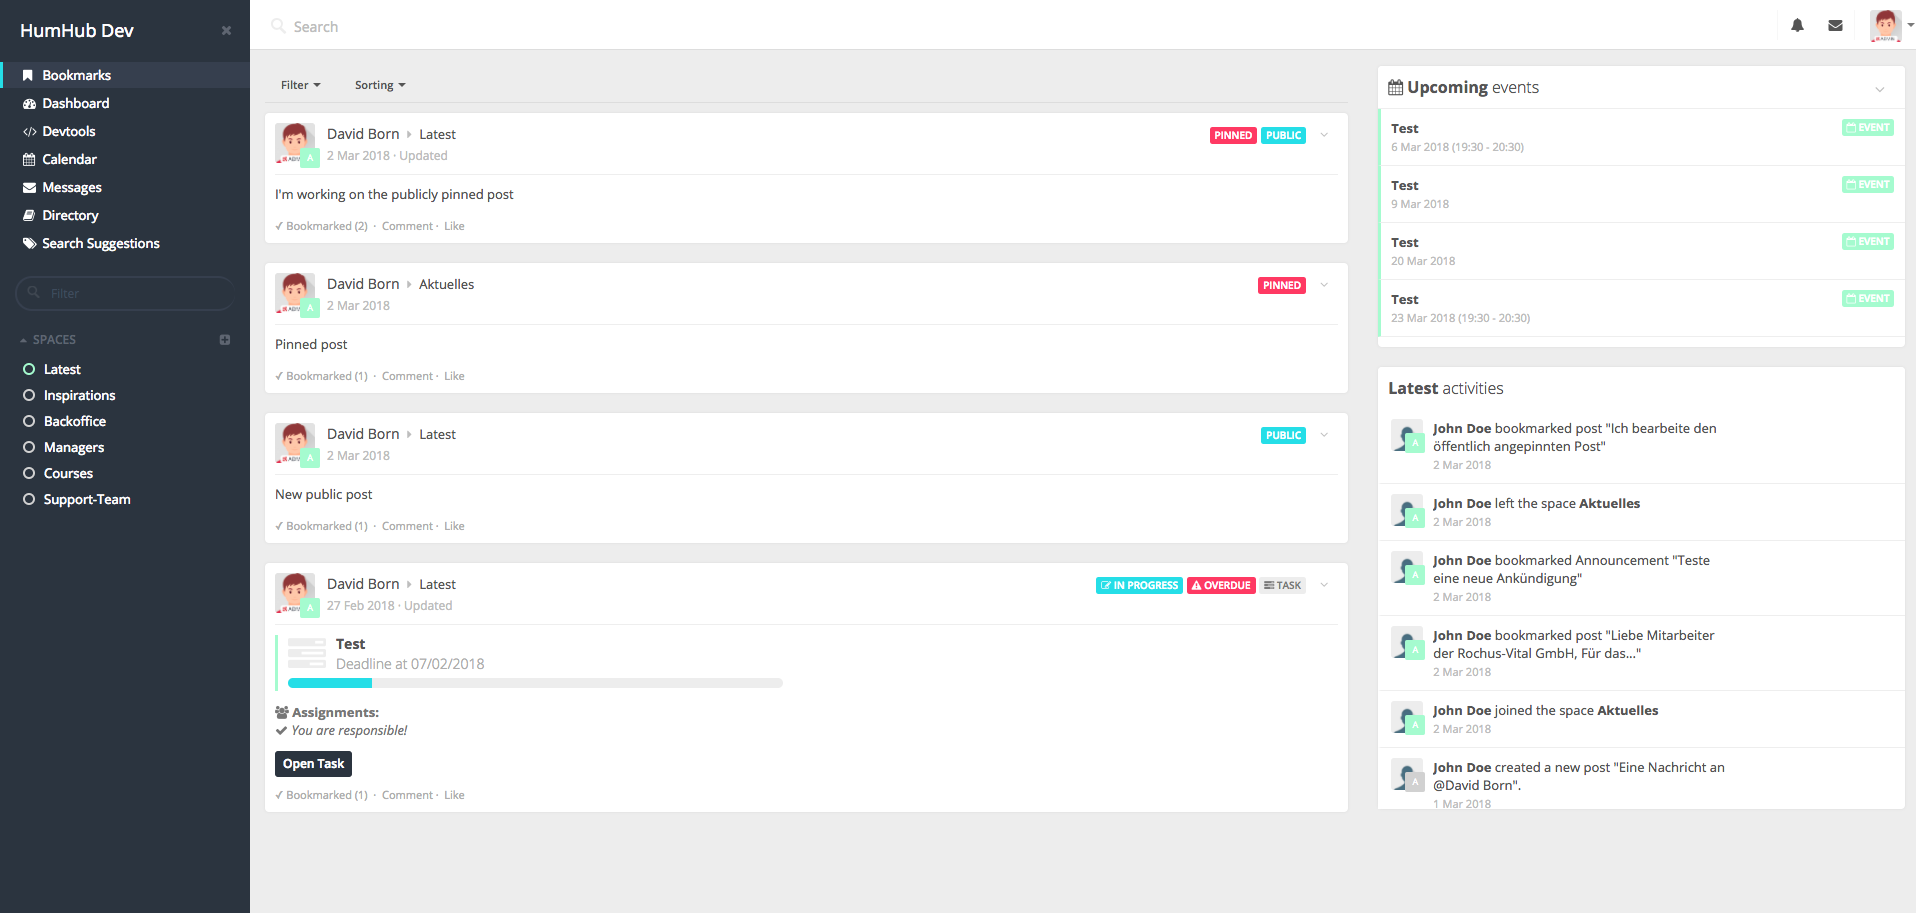 HumHub Dev
Bookmarks
Dashboard
Devtools
Calendar
Messages
Directory
Search Suggestions
Filter
SPACES
Latest
Inspirations
Backoffice
Managers
Courses
Support-Team
Search
Filter
Sorting
David Born Latest
PINNED PUBLIC
2 Mar 2018 · Updated
I'm working on the publicly pinned post
Bookmarked (2) · Comment · Like
David Born Aktuelles
PINNED
2 Mar 2018
Pinned post
Bookmarked (1) · Comment · Like
David Born Latest
PUBLIC
2 Mar 2018
New public post
Bookmarked (1) · Comment · Like
David Born Latest
IN PROGRESS OVERDUE TASK
27 Feb 2018 · Updated
Test
Deadline at 07/02/2018
Assignments:
You are responsible!
Open Task
Bookmarked (1) · Comment · Like
Upcoming events
Test
EVENT
6 Mar 2018 (19:30 - 20:30)
Test
EVENT
9 Mar 2018
Test
EVENT
20 Mar 2018
Test
EVENT
23 Mar 2018 (19:30 - 20:30)
Latest activities
John Doe bookmarked post "Ich bearbeite den
öffentlich angepinnten Post"
2 Mar 2018
John Doe left the space Aktuelles
2 Mar 2018
John Doe bookmarked Announcement "Teste
eine neue Ankündigung"
2 Mar 2018
John Doe bookmarked post "Liebe Mitarbeiter
der Rochus-Vital GmbH, Für das..."
2 Mar 2018
John Doe joined the space Aktuelles
2 Mar 2018
John Doe created a new post "Eine Nachricht an
@David Born".
1 Mar 2018